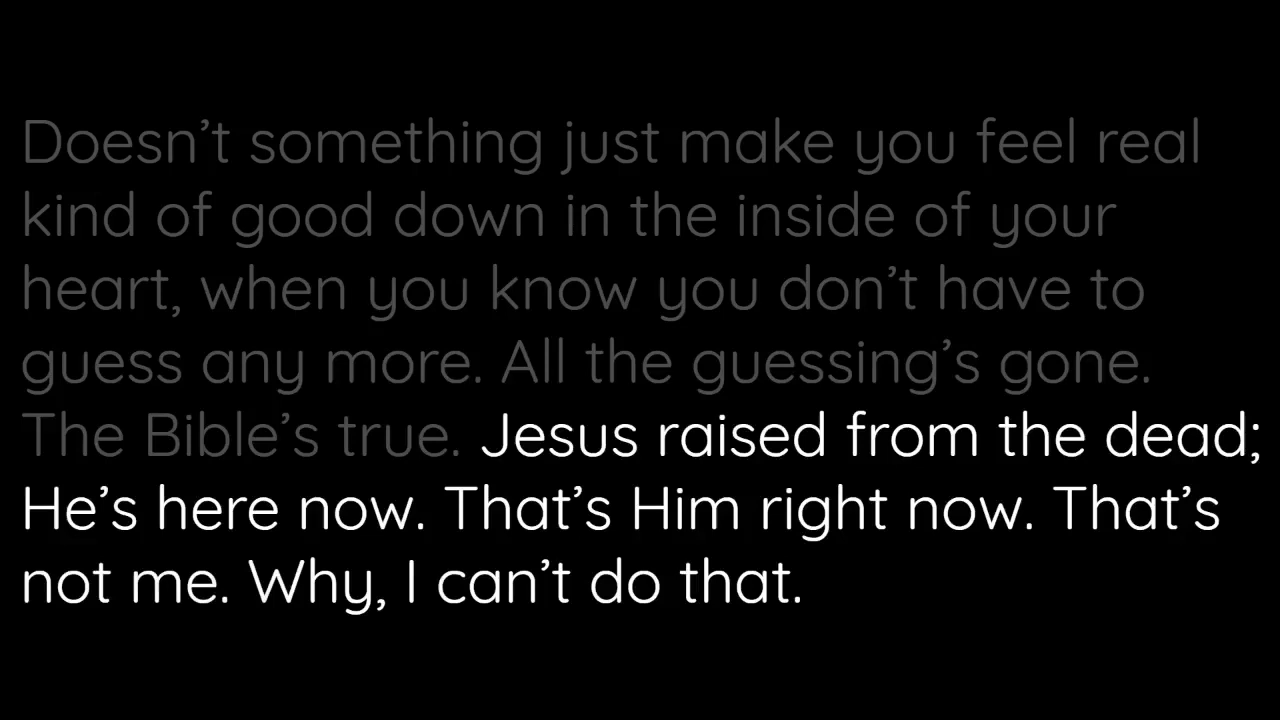 Doesn’t something just make you feel real
kind of good down in the inside of your
heart, when you know you don’t have to
guess any more. All the guessing’s gone.
The Bible’s true. Jesus raised from the dead;
He’s here now. That’s Him right now. That’s
not me. Why, I can’t do that.